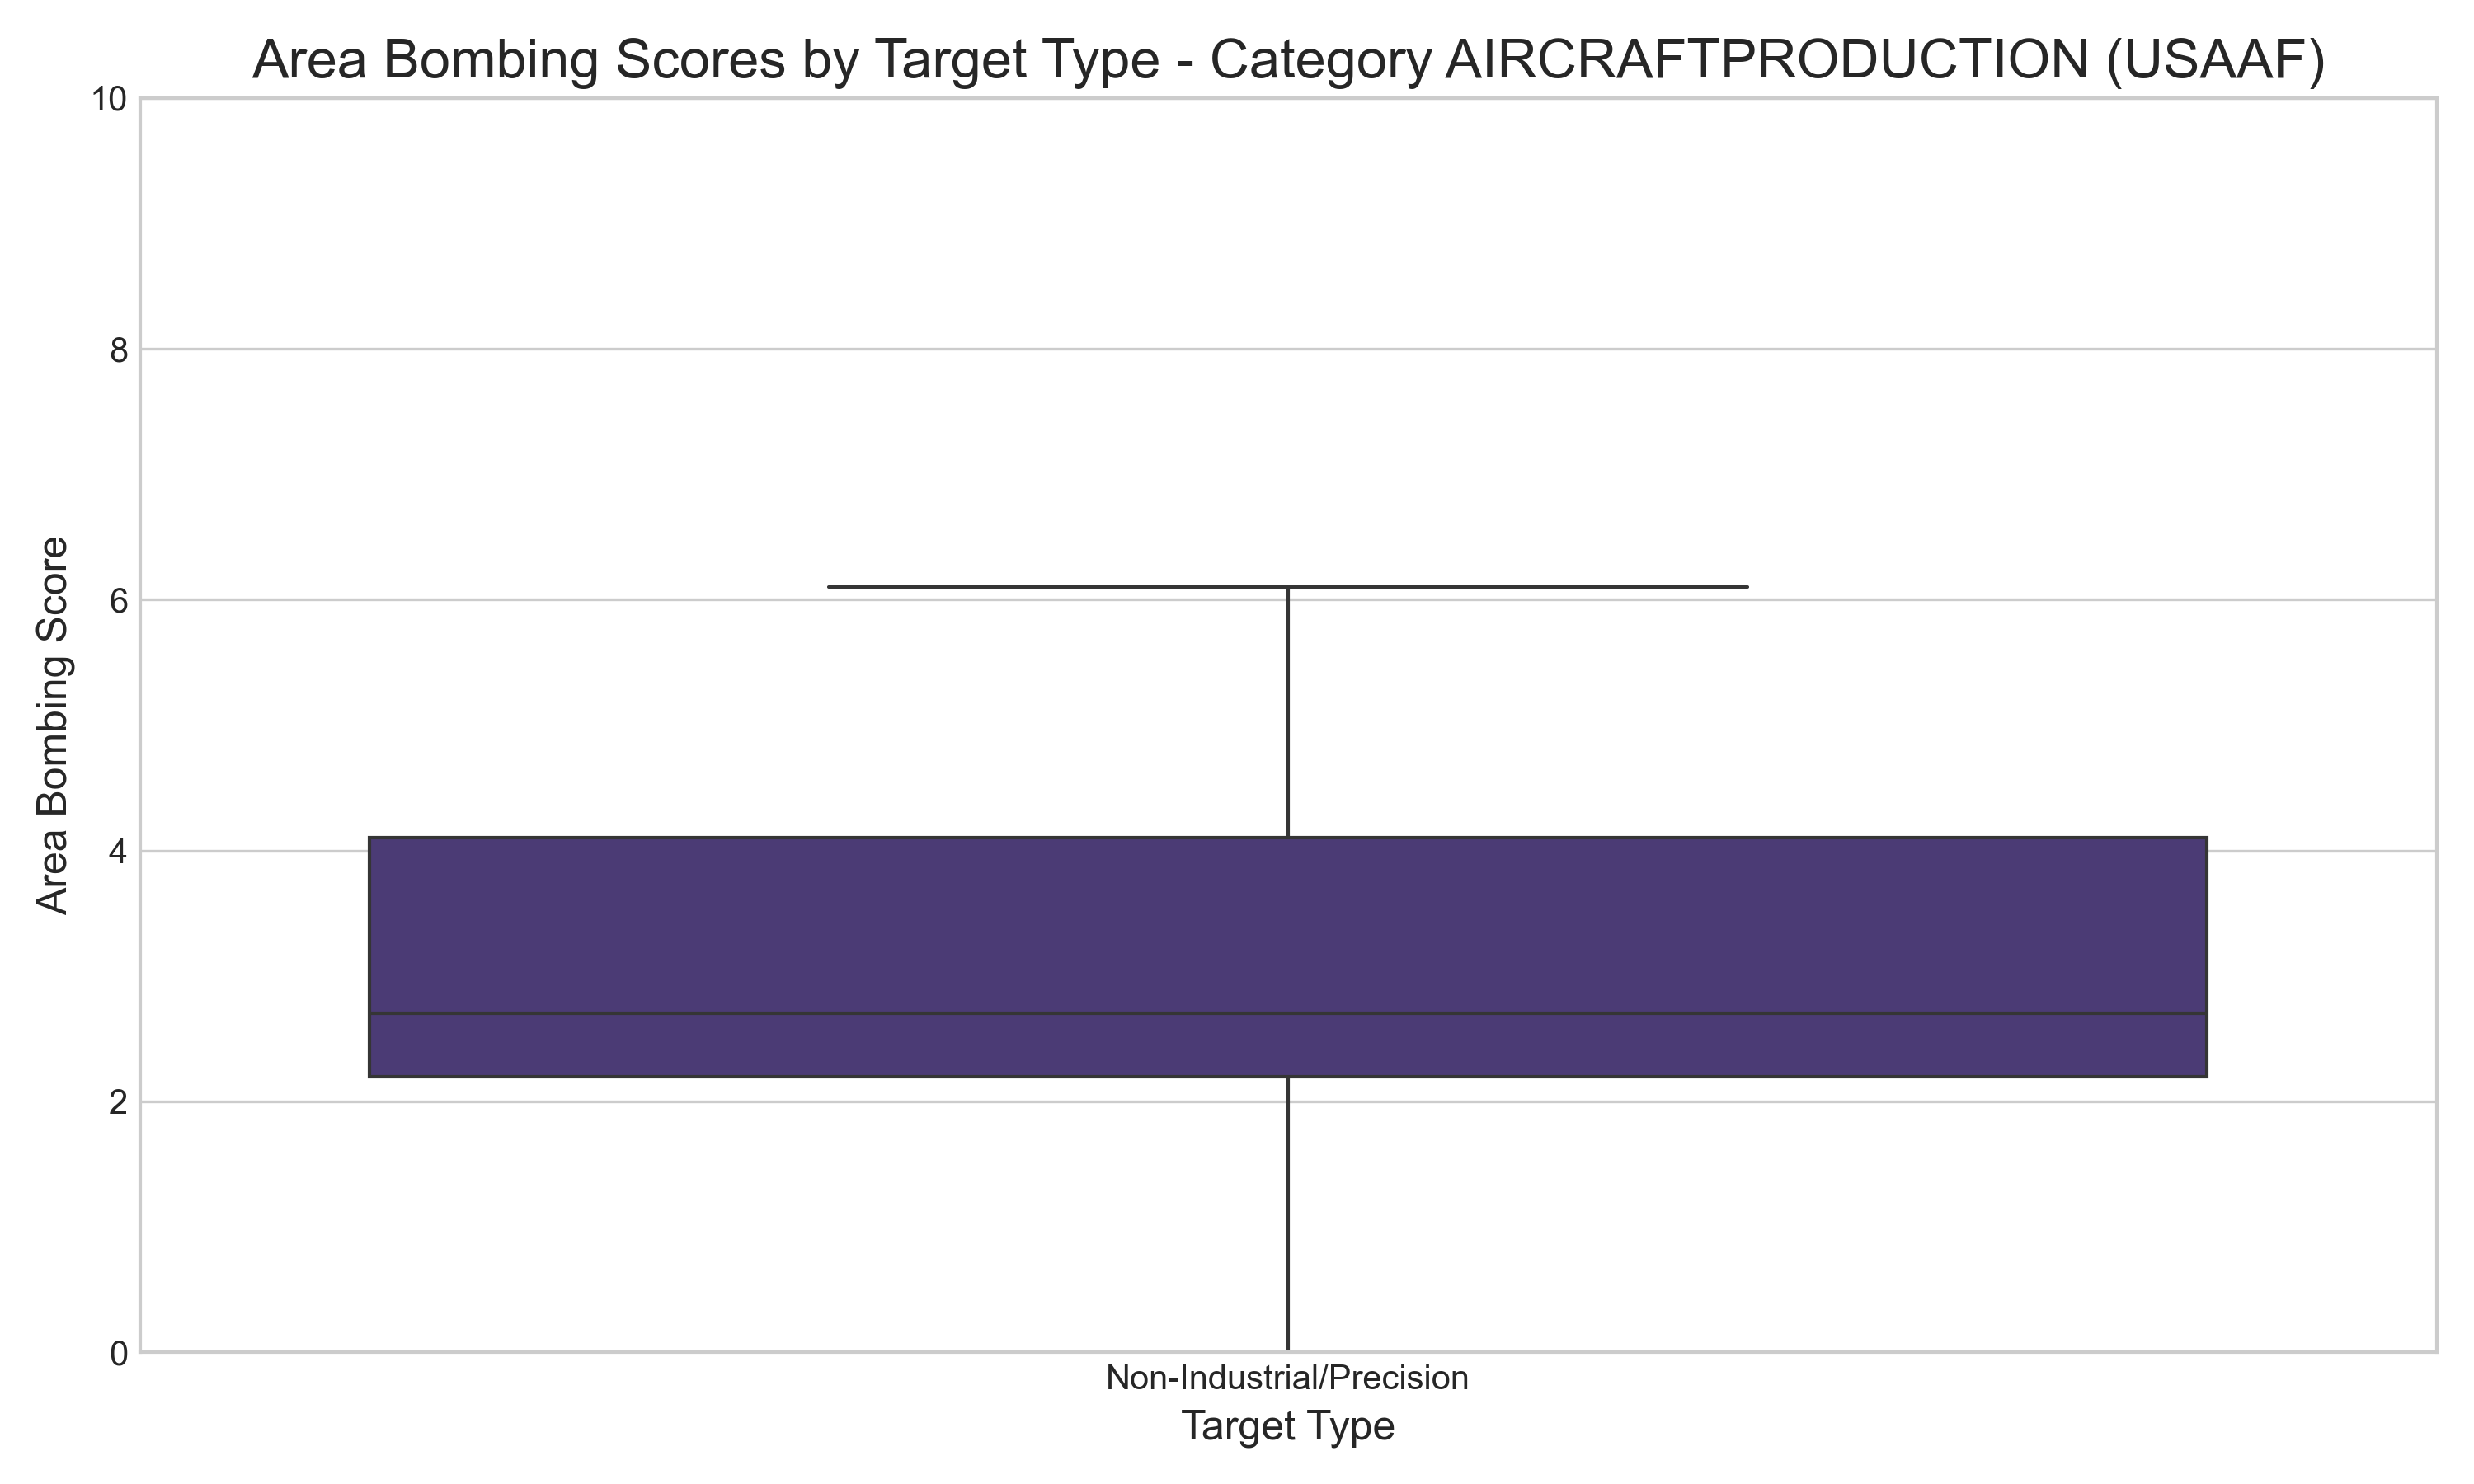 Area Bombing Scores by Target Type - Category AIRCRAFTPRODUCTION (USAAF)
10
8
6
4
2
0
Area Bombing Score
Non-Industrial/Precision
Target Type